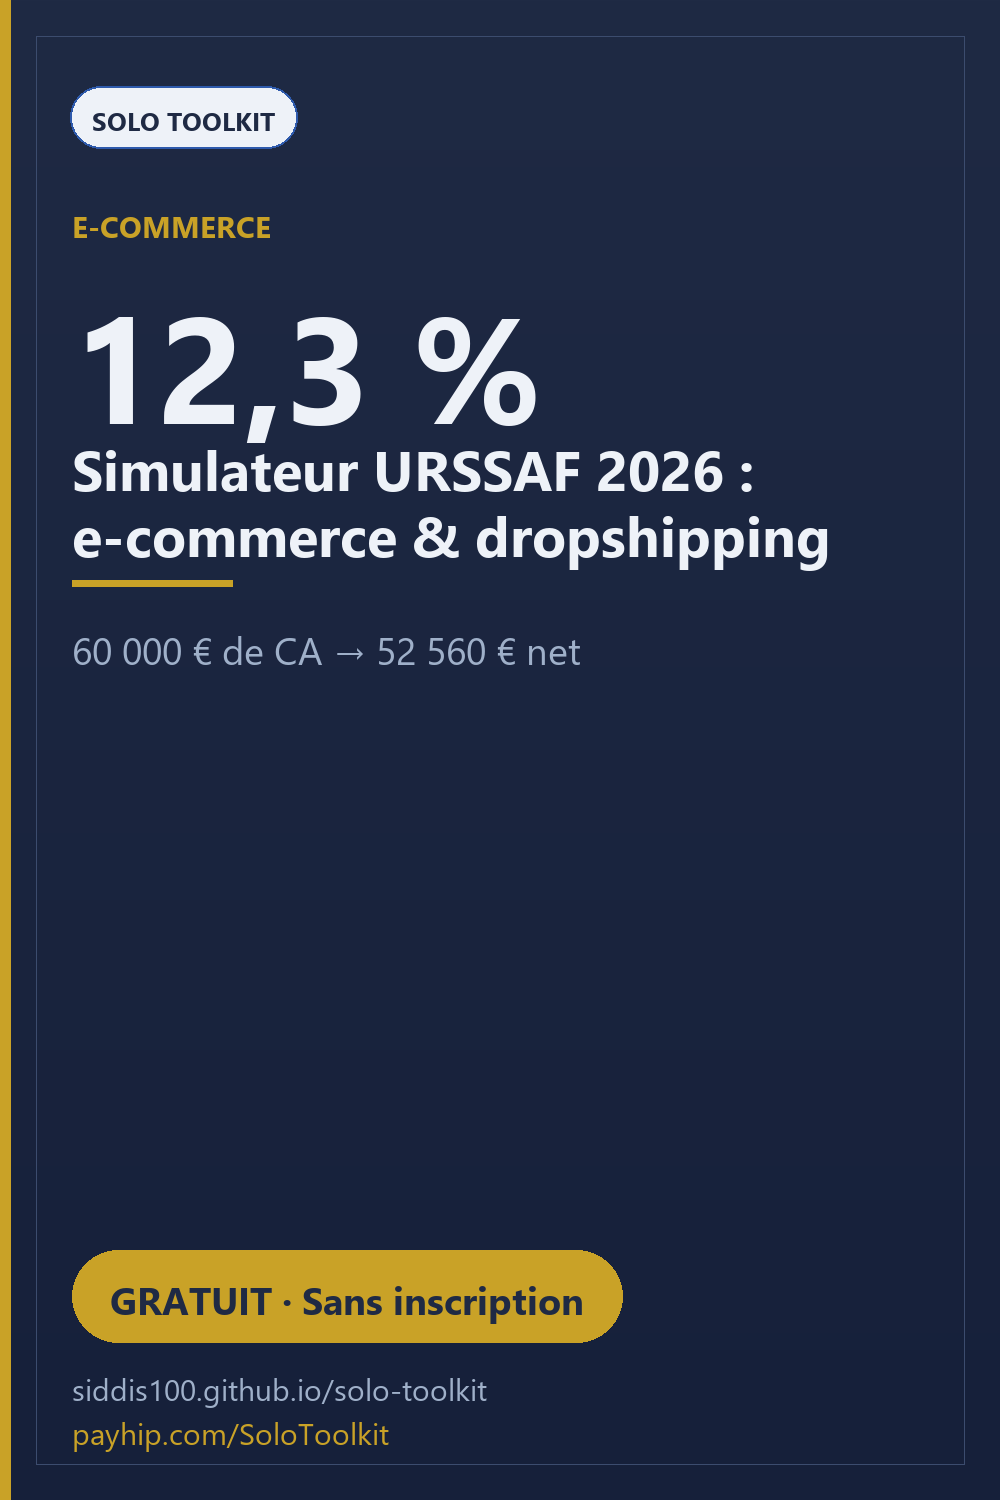 SOLO TOOLKIT
E-COMMERCE
12,3 %
Simulateur URSSAF 2026 :
e-commerce & dropshipping
60 000 € de CA → 52 560 € net
GRATUIT · Sans inscription
siddis100.github.io/solo-toolkit
payhip.com/SoloToolkit